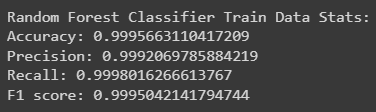 Random Forest Classifier Train Data Stats:
Accuracy: 0.9995663110417209
Precision: 0.9992069785884219
Recall: 0.9998016266613767
F1 score: 0.9995042141794744